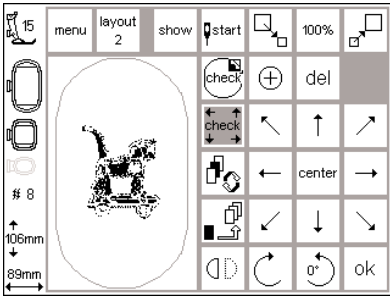 15
menu
layout
2
show
start
100%
check
del
check
# 8
center
106mm
89mm
0°
ok